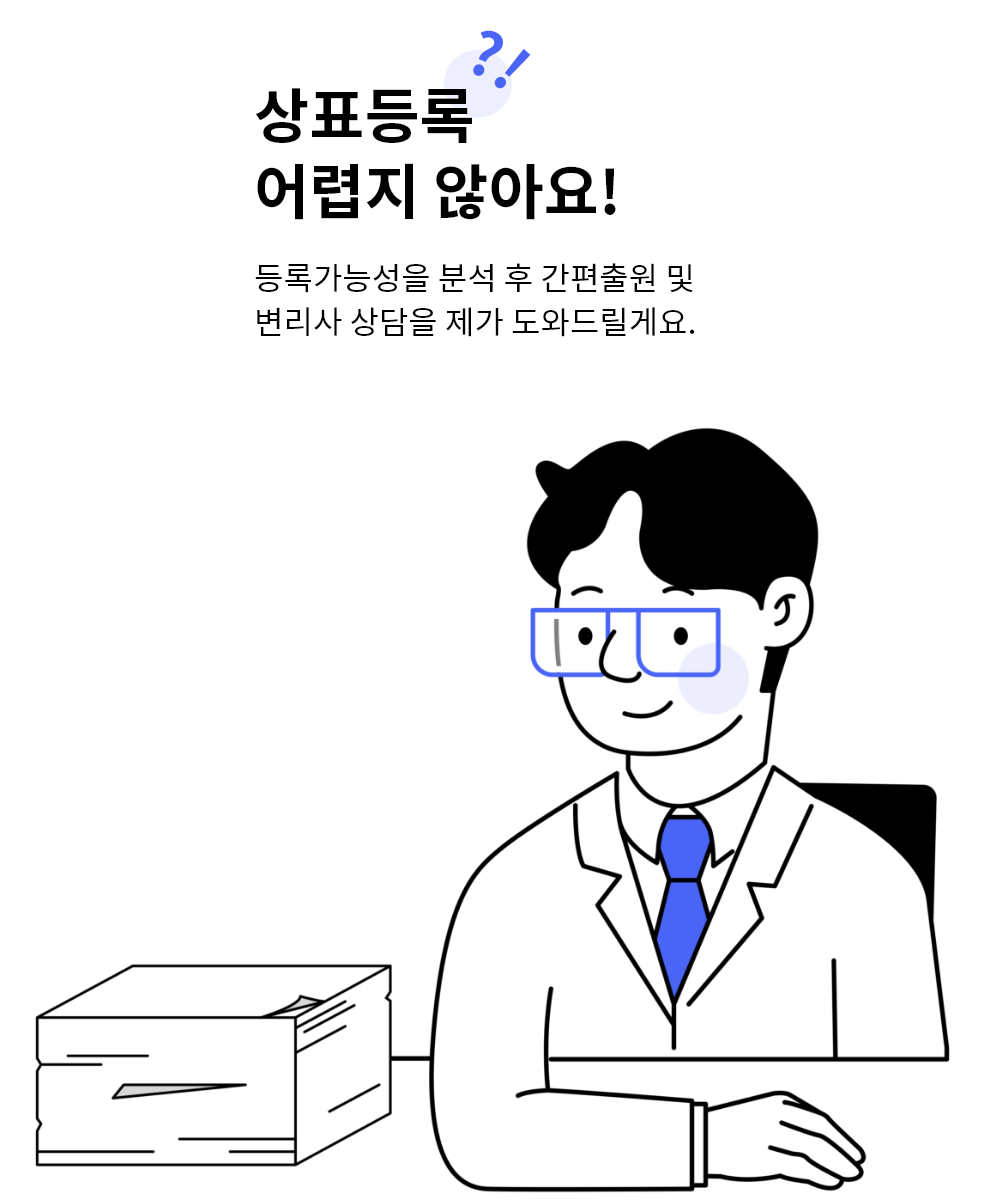 ?!
상표등록
어렵지 않아요!
등록가능성을 분석 후 간편출원 및
변리사 상담을 제가 도와드릴게요.